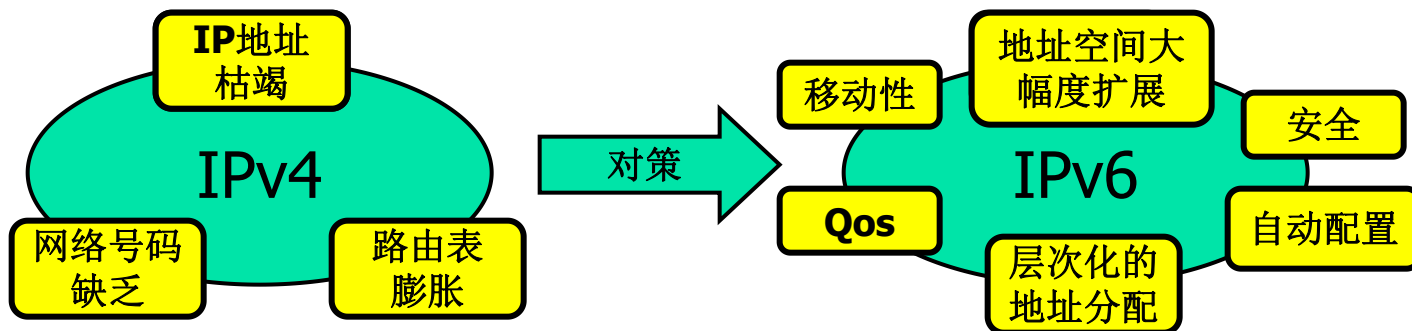 IP地址
枯竭
IPv4
网络号码
缺乏
路由表
膨胀
对策
地址空间大
幅度扩展
移动性
安全
IPv6
Qos
自动配置
层次化的
地址分配